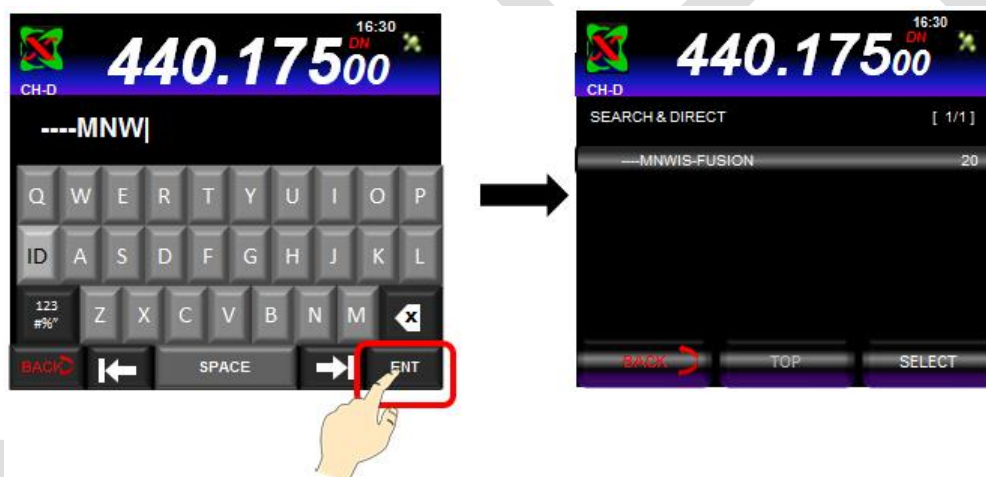 16:30
DN
440.17500
CH-D
----MNW
Q W E R T Y U I O P
ID A S D F G H J K L
123
#%"
Z X C V B N M X
BACK SPACE ENT
16:30
DN
440.17500
CH-D
SEARCH & DIRECT [ 1/1 ]
----MNWIS-FUSION 20
BACK TOP SELECT